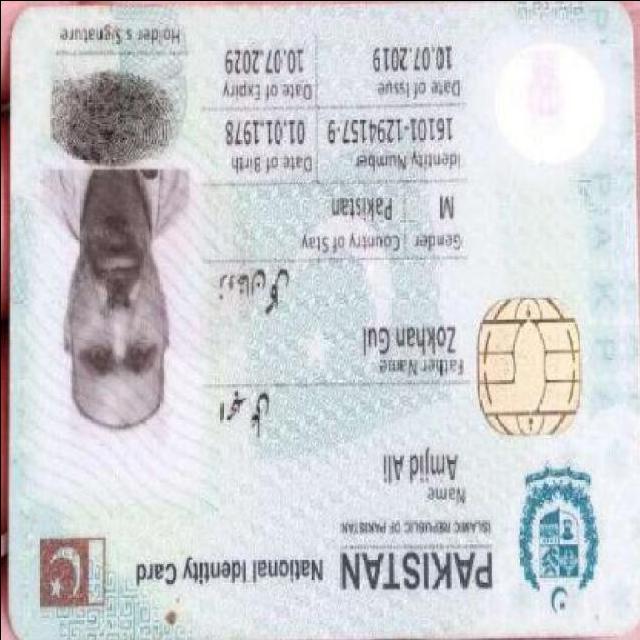 PAKISTAN National Identity Card
ISLAMIC REPUBLIC OF PAKISTAN
Name
Amjid Ali
Father Name
Zokhan Gul
Gender
Country of Stay
M
Pakistan
Identity Number
Date of Birth
16101-1294157-9
01.01.1978
Date of Issue
Date of Expiry
10.07.2019
10.07.2029
Holder's Signature